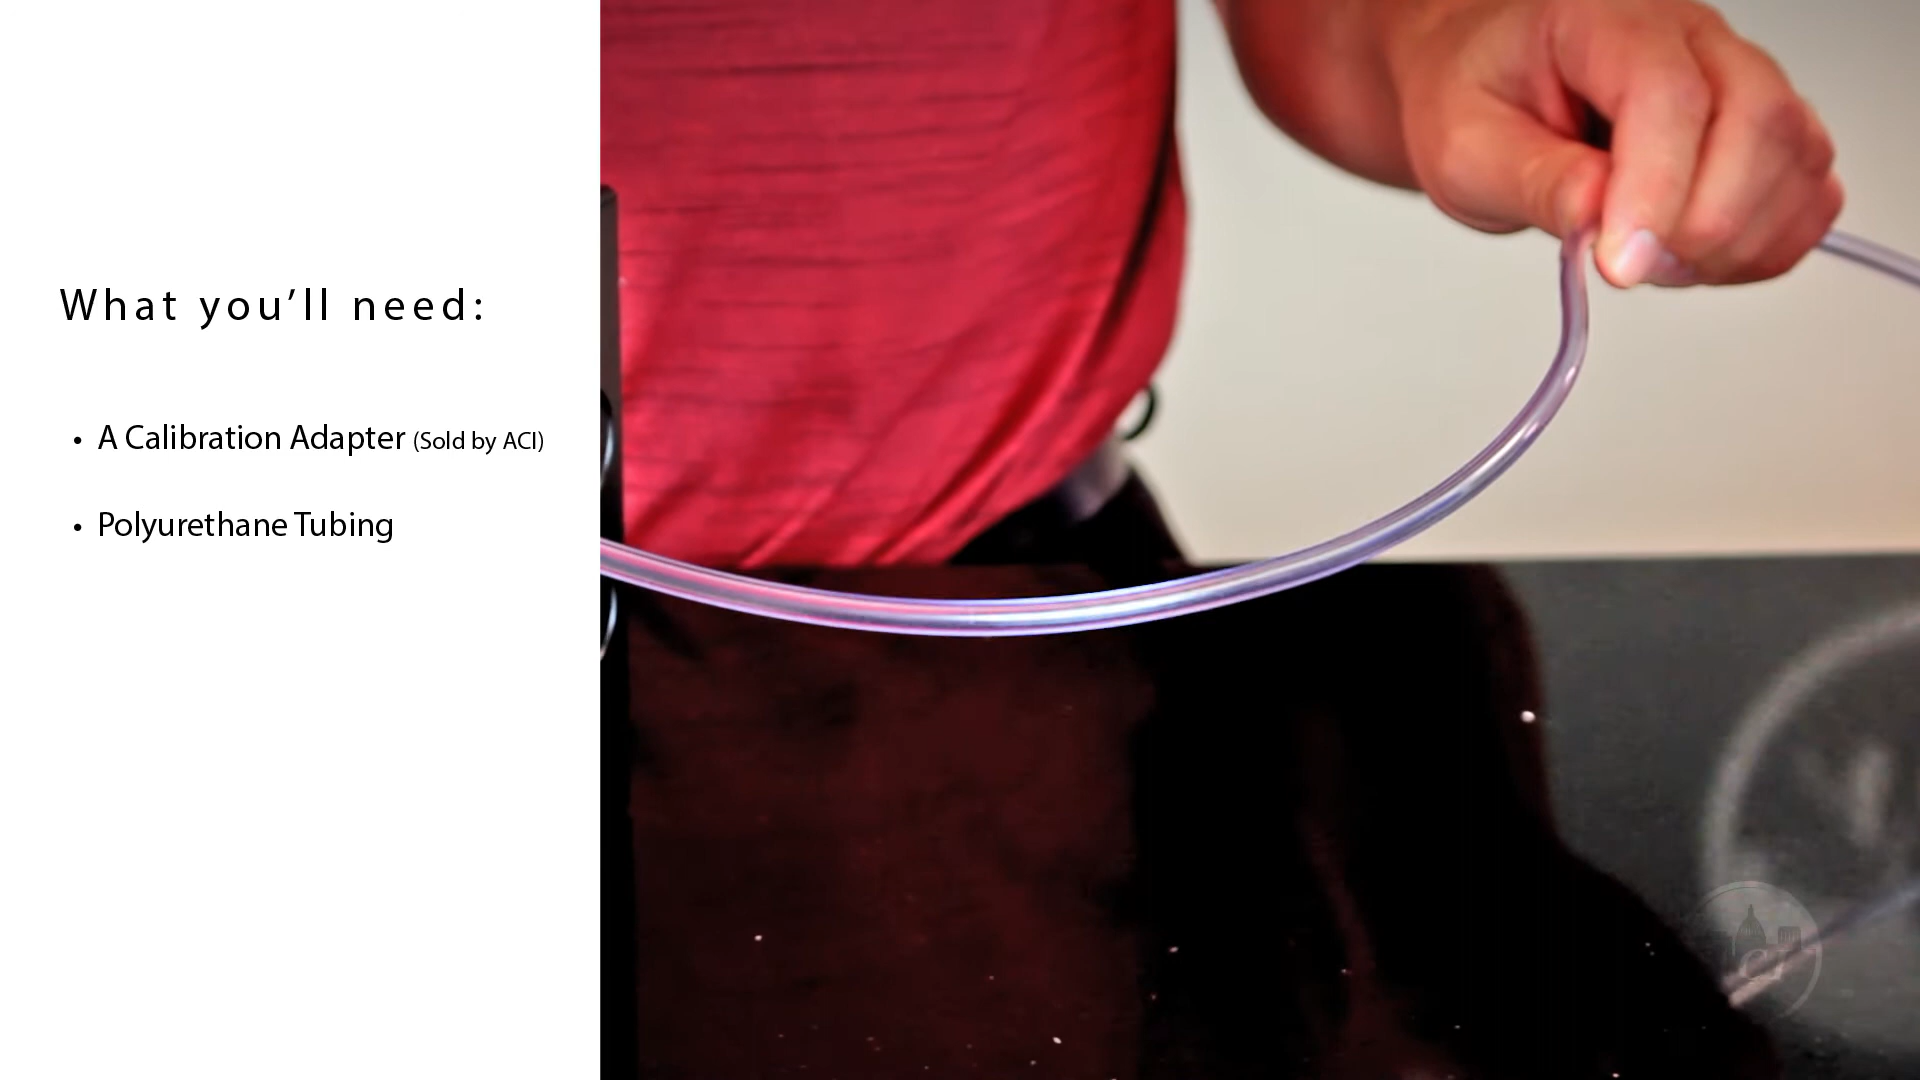 What you’ll need:
• A Calibration Adapter (Sold by ACI)
• Polyurethane Tubing